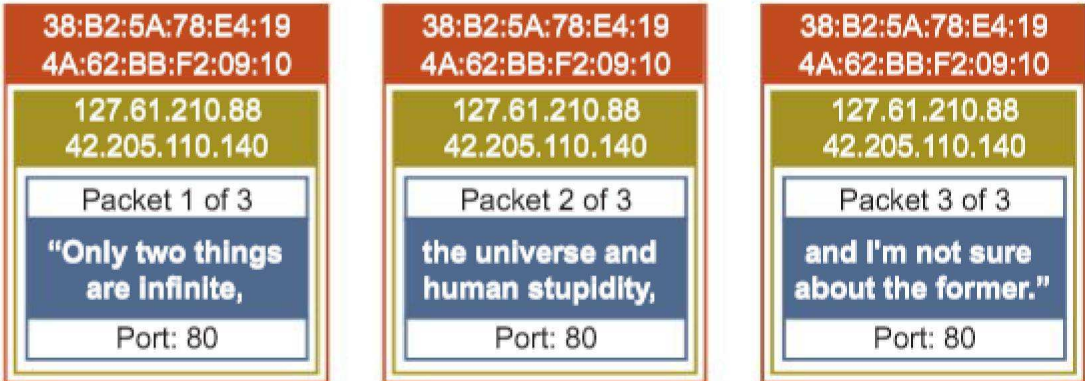 38:B2:5A:78:E4:19
4A:62:BB:F2:09:10
127.61.210.88
42.205.110.140
Packet 1 of 3
“Only two things
are infinite,
Port: 80
38:B2:5A:78:E4:19
4A:62:BB:F2:09:10
127.61.210.88
42.205.110.140
Packet 2 of 3
the universe and
human stupidity,
Port: 80
38:B2:5A:78:E4:19
4A:62:BB:F2:09:10
127.61.210.88
42.205.110.140
Packet 3 of 3
and I'm not sure
about the former.”
Port: 80